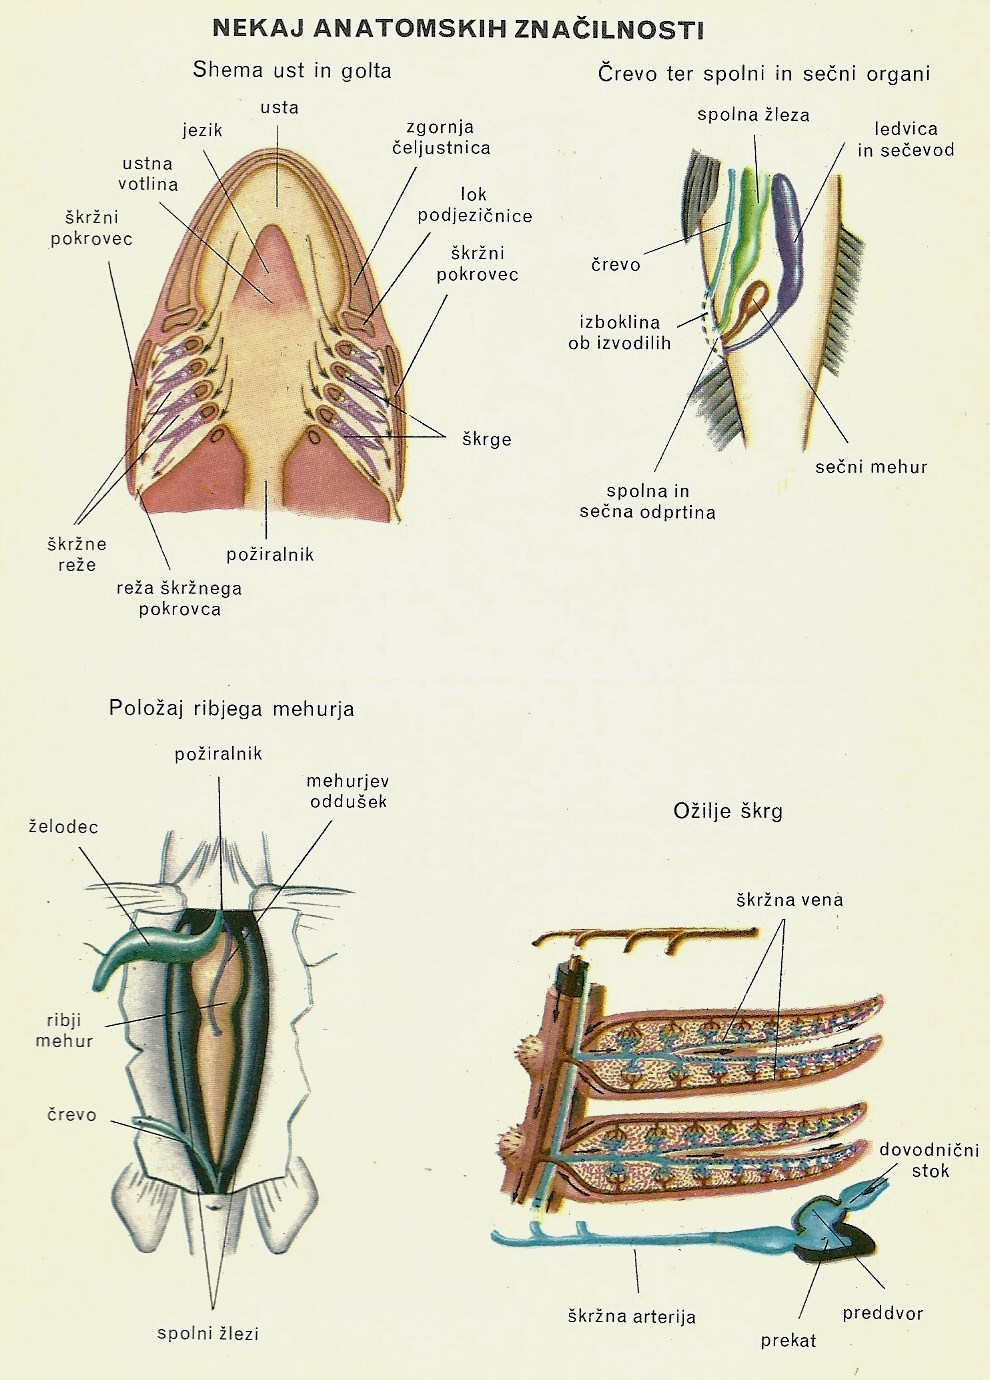 NEKAJ ANATOMSKIH ZNAČILNOSTI
Shema ust in golta
usta
jezik
ustna
votlina
škržni
pokrovec
zgornja
čeljustnica
lok
podjezičnice
škržni
pokrovec
škrge
škržne
reže
reža škržnega
pokrovca
požiralnik
Črevo ter spolni in sečni organi
spolna žleza
ledvica
in sečevod
črevo
izboklina
ob izvodilih
sečni mehur
spolna in
sečna odprtina
Položaj ribjega mehurja
požiralnik
mehurjev
oddušek
želodec
ribji
mehur
črevo
spolni žlezi
Ožilje škrg
škržna vena
dovodnični
stok
škržna arterija
preddvor
prekat